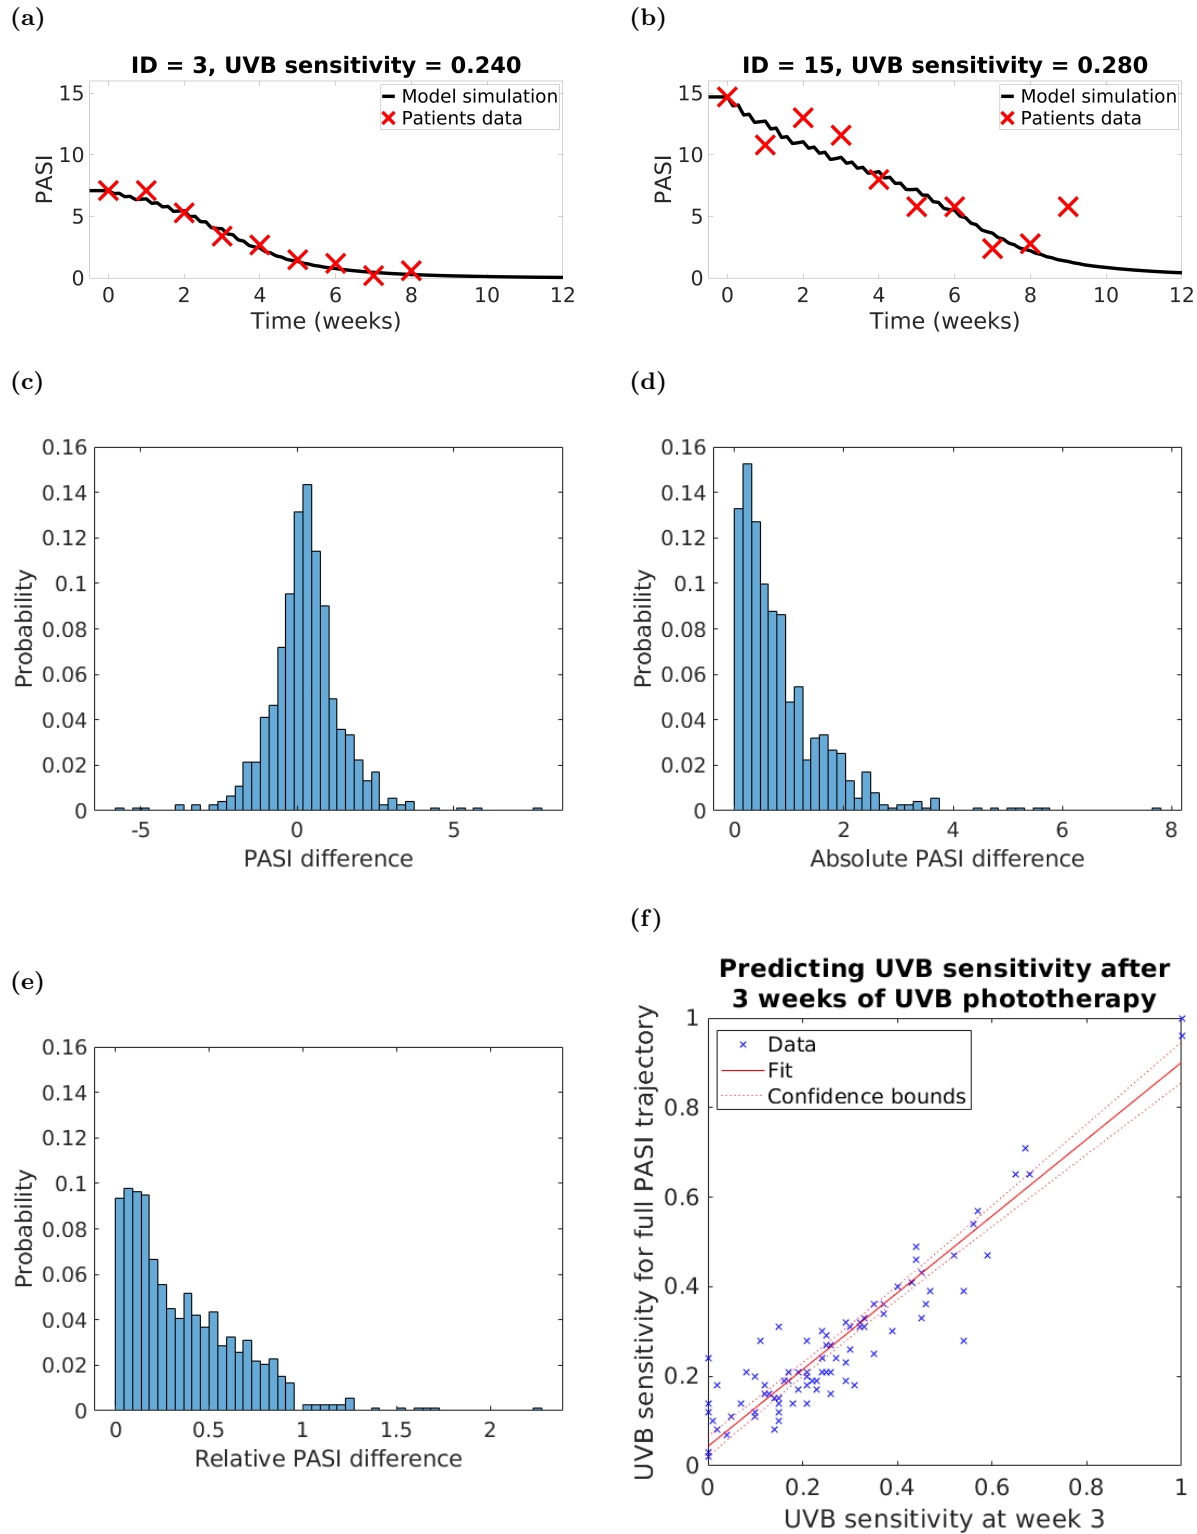 (a)
ID = 3, UVB sensitivity = 0.240
Model simulation
Patients data
15
10
5
0
PASI
0 2 4 6 8 10 12
Time (weeks)
(b)
ID = 15, UVB sensitivity = 0.280
Model simulation
Patients data
15
10
5
0
PASI
0 2 4 6 8 10 12
Time (weeks)
(c)
0.16
0.14
0.12
0.1
0.08
0.06
0.04
0.02
0
Probability
-5 0 5
PASI difference
(d)
0.16
0.14
0.12
0.1
0.08
0.06
0.04
0.02
0
Probability
0 2 4 6 8
Absolute PASI difference
(e)
0.16
0.14
0.12
0.1
0.08
0.06
0.04
0.02
0
Probability
0 0.5 1 1.5 2
Relative PASI difference
(f)
Predicting UVB sensitivity after
3 weeks of UVB phototherapy
Data
Fit
Confidence bounds
1
0.8
0.6
0.4
0.2
0
UVB sensitivity for full PASI trajectory
0 0.2 0.4 0.6 0.8 1
UVB sensitivity at week 3